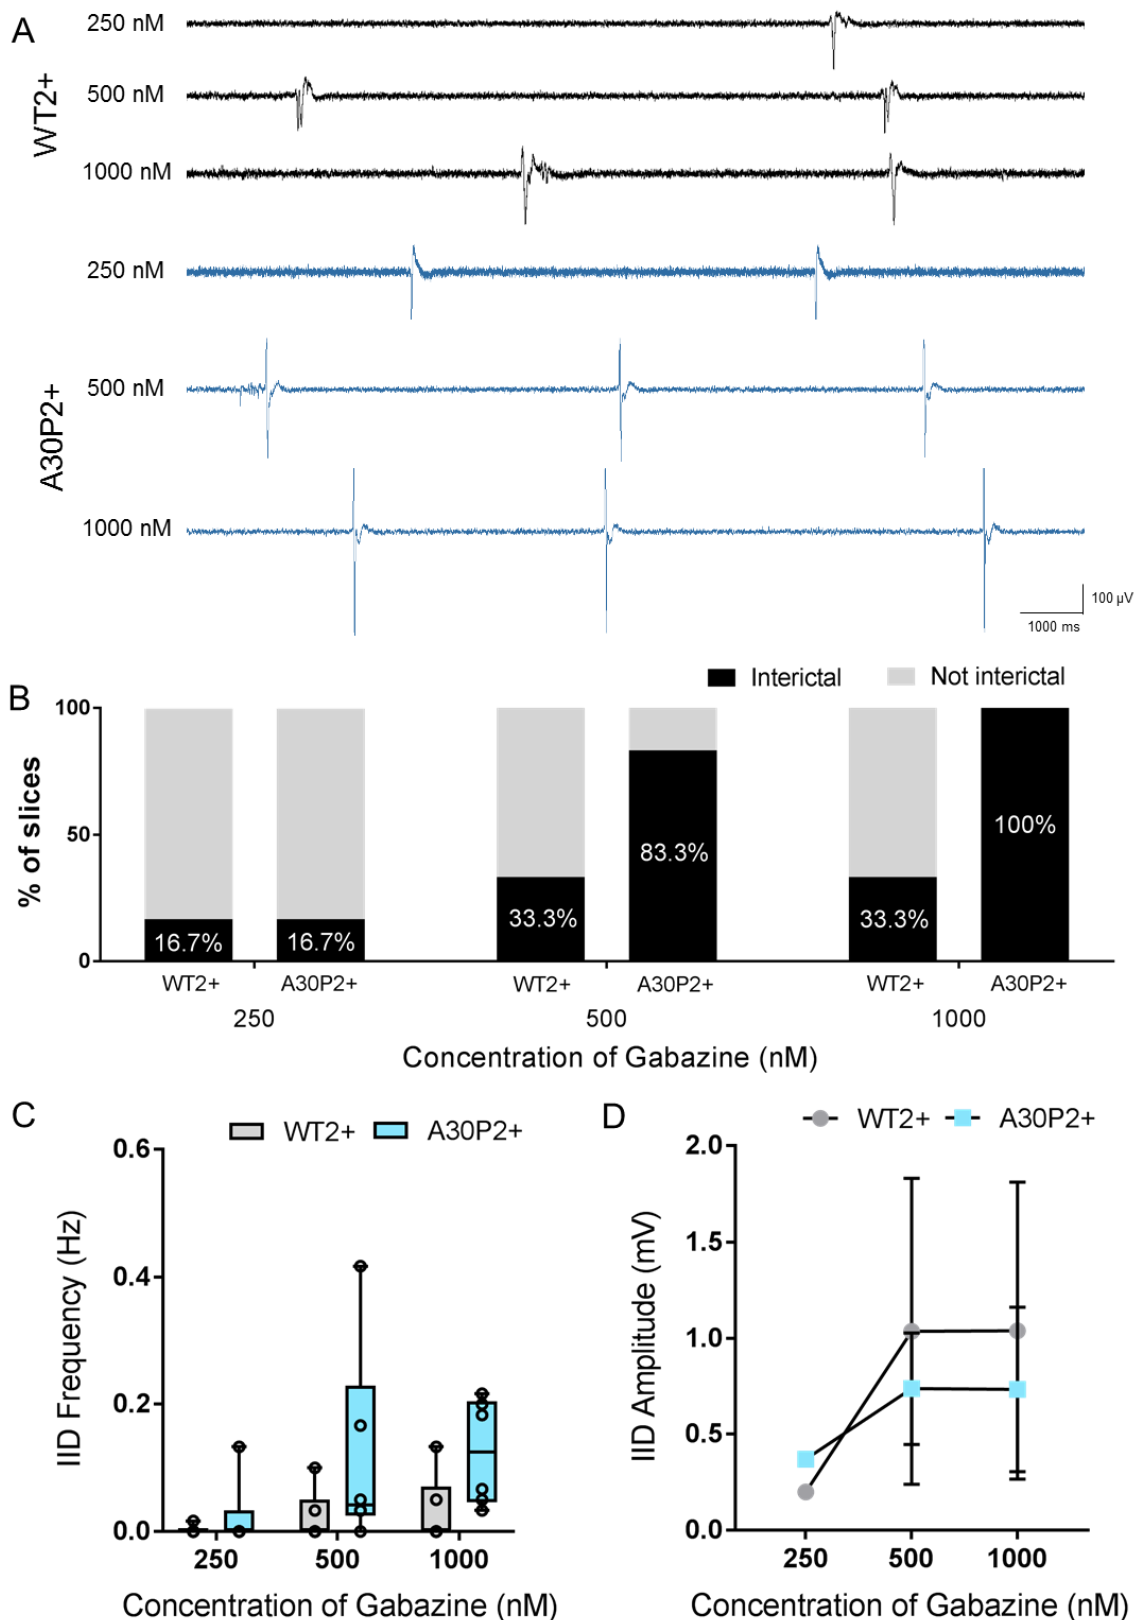 A
250 nM
500 nM
1000 nM
WT2+
250 nM
500 nM
1000 nM
A30P2+
100 µV
1000 ms
B
Interictal
Not interictal
% of slices
100
50
0
16.7%
16.7%
33.3%
83.3%
33.3%
100%
WT2+
A30P2+
WT2+
A30P2+
WT2+
A30P2+
250
500
1000
Concentration of Gabazine (nM)
C
WT2+
A30P2+
IID Frequency (Hz)
0.6
0.4
0.2
0.0
250
500
1000
Concentration of Gabazine (nM)
D
WT2+
A30P2+
IID Amplitude (mV)
2.0
1.5
1.0
0.5
0.0
250
500
1000
Concentration of Gabazine (nM)